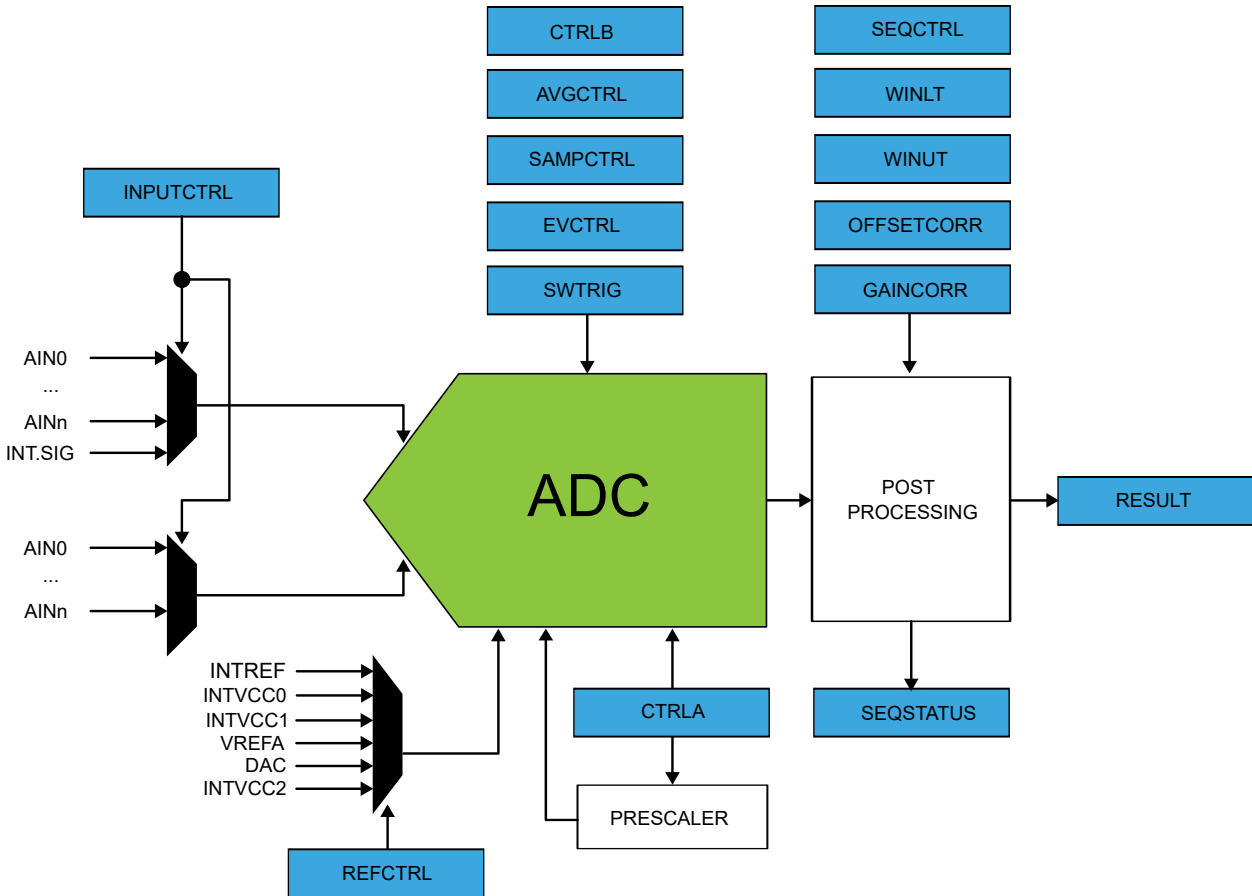 CTRLB
SEQCTRL
AVGCTRL
WINLT
SAMPCTRL
WINUT
INPUTCTRL
EVCTRL
OFFSETCORR
SWTRIG
GAINCORR
AIN0
...
AINn
INT.SIG
ADC
POST
PROCESSING
RESULT
AIN0
...
AINn
INTREF
INTVCC0
INTVCC1
VREFA
DAC
INTVCC2
CTRLA
SEQSTATUS
PRESCALER
REFCTRL